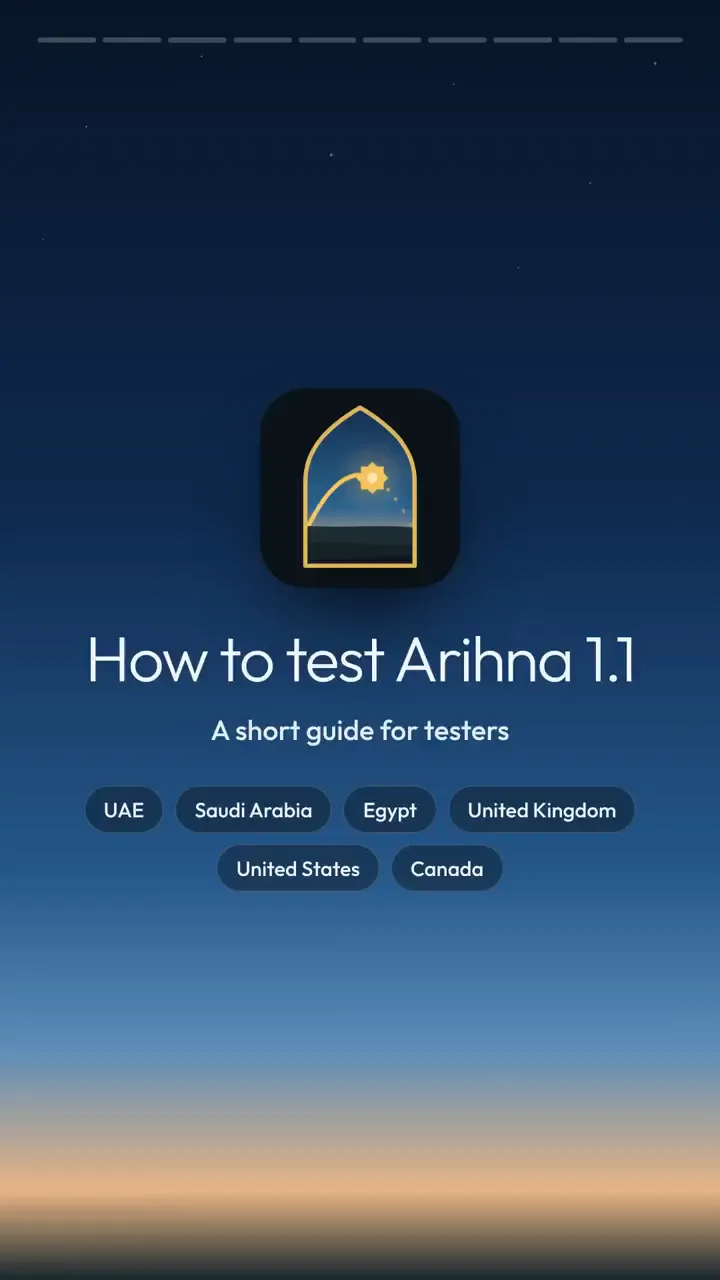 How to test Arihna 1.1
A short guide for testers
UAE Saudi Arabia Egypt United Kingdom
United States Canada